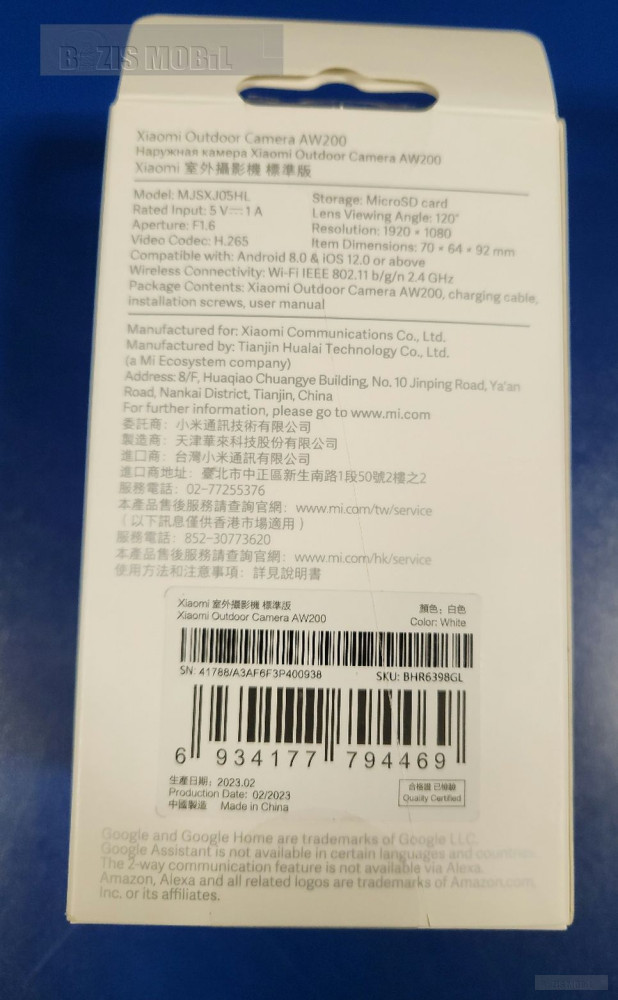 BAZIS MOBIL
Xiaomi Outdoor Camera AW200
Наружная камера Xiaomi Outdoor Camera AW200
Xiaomi 室外攝影機 標準版
Model: MJSXJ05HL
Rated Input: 5 V⎓1 A
Aperture: F1.6
Video Codec: H.265
Storage: MicroSD card
Lens Viewing Angle: 120°
Resolution: 1920 × 1080
Item Dimensions: 70 × 64 × 92 mm
Compatible with: Android 8.0 & iOS 12.0 or above
Wireless Connectivity: Wi-Fi IEEE 802.11 b/g/n 2.4 GHz
Package Contents: Xiaomi Outdoor Camera AW200, charging cable,
installation screws, user manual
Manufactured for: Xiaomi Communications Co., Ltd.
Manufactured by: Tianjin Hualai Technology Co., Ltd.
(a Mi Ecosystem company)
Address: 8/F, Huaqiao Chuangye Building, No. 10 Jinping Road, Ya'an
Road, Nankai District, Tianjin, China
For further information, please go to www.mi.com
委託商：小米通訊技術有限公司
製造商：天津華來科技股份有限公司
進口商：台灣小米通訊有限公司
進口商地址：臺北市中正區新生南路1段50號2樓之2
服務電話：02-77255376
本產品售後服務請查詢官網：www.mi.com/tw/service
（以下訊息僅供香港市場適用）
服務電話：852-30773620
本產品售後服務請查詢官網：www.mi.com/hk/service
使用方法和注意事項：詳見說明書
Xiaomi 室外攝影機 標準版
Xiaomi Outdoor Camera AW200
顏色：白色
Color: White
SN: 41788/A3AF6F3P400938
SKU: BHR6398GL
6 934177 794469
生產日期：2023.02
Production Date: 02/2023
中國製造 Made in China
合格證 已檢驗
Quality Certified
Google and Google Home are trademarks of Google LLC.
Google Assistant is not available in certain languages and countries.
The 2-way communication feature is not available via Alexa.
Amazon, Alexa and all related logos are trademarks of Amazon.com,
Inc. or its affiliates.